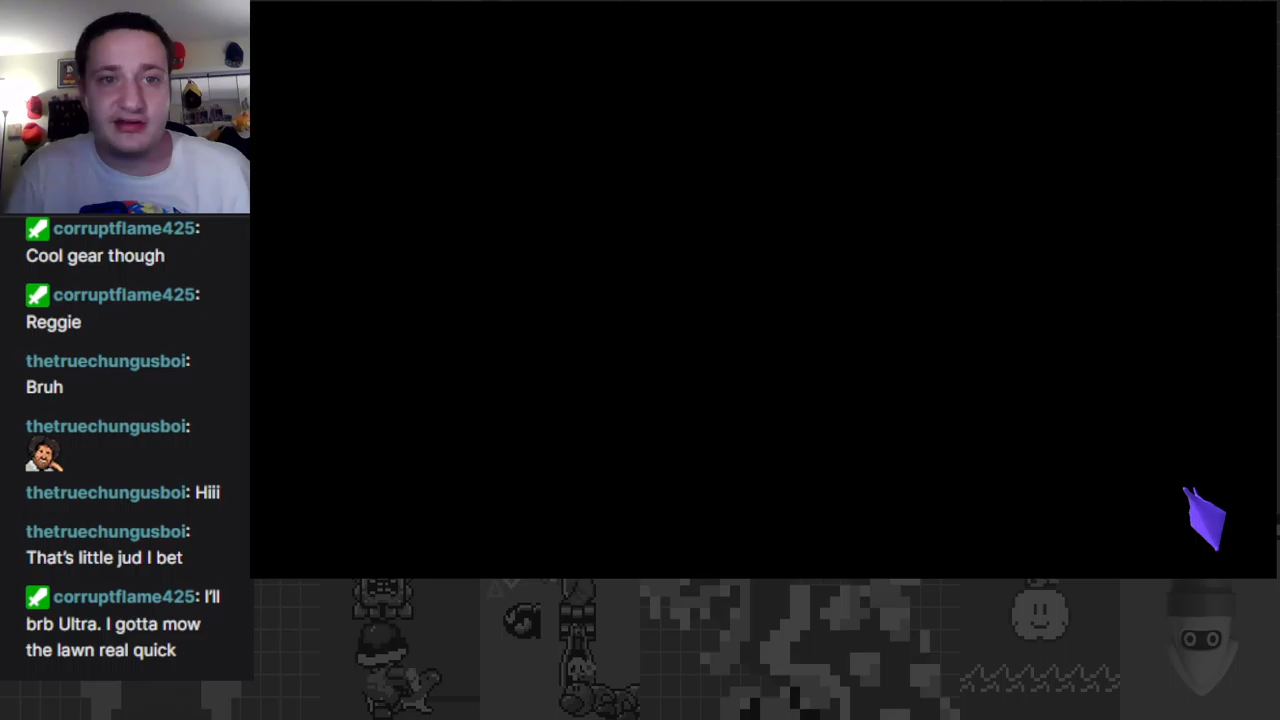 corruptflame425:
Cool gear though
corruptflame425:
Reggie
thetruechungusboi:
Bruh
thetruechungusboi:
thetruechungusboi: Hiii
thetruechungusboi:
That's little jud I bet
corruptflame425: I'll
brb Ultra. I gotta mow
the lawn real quick